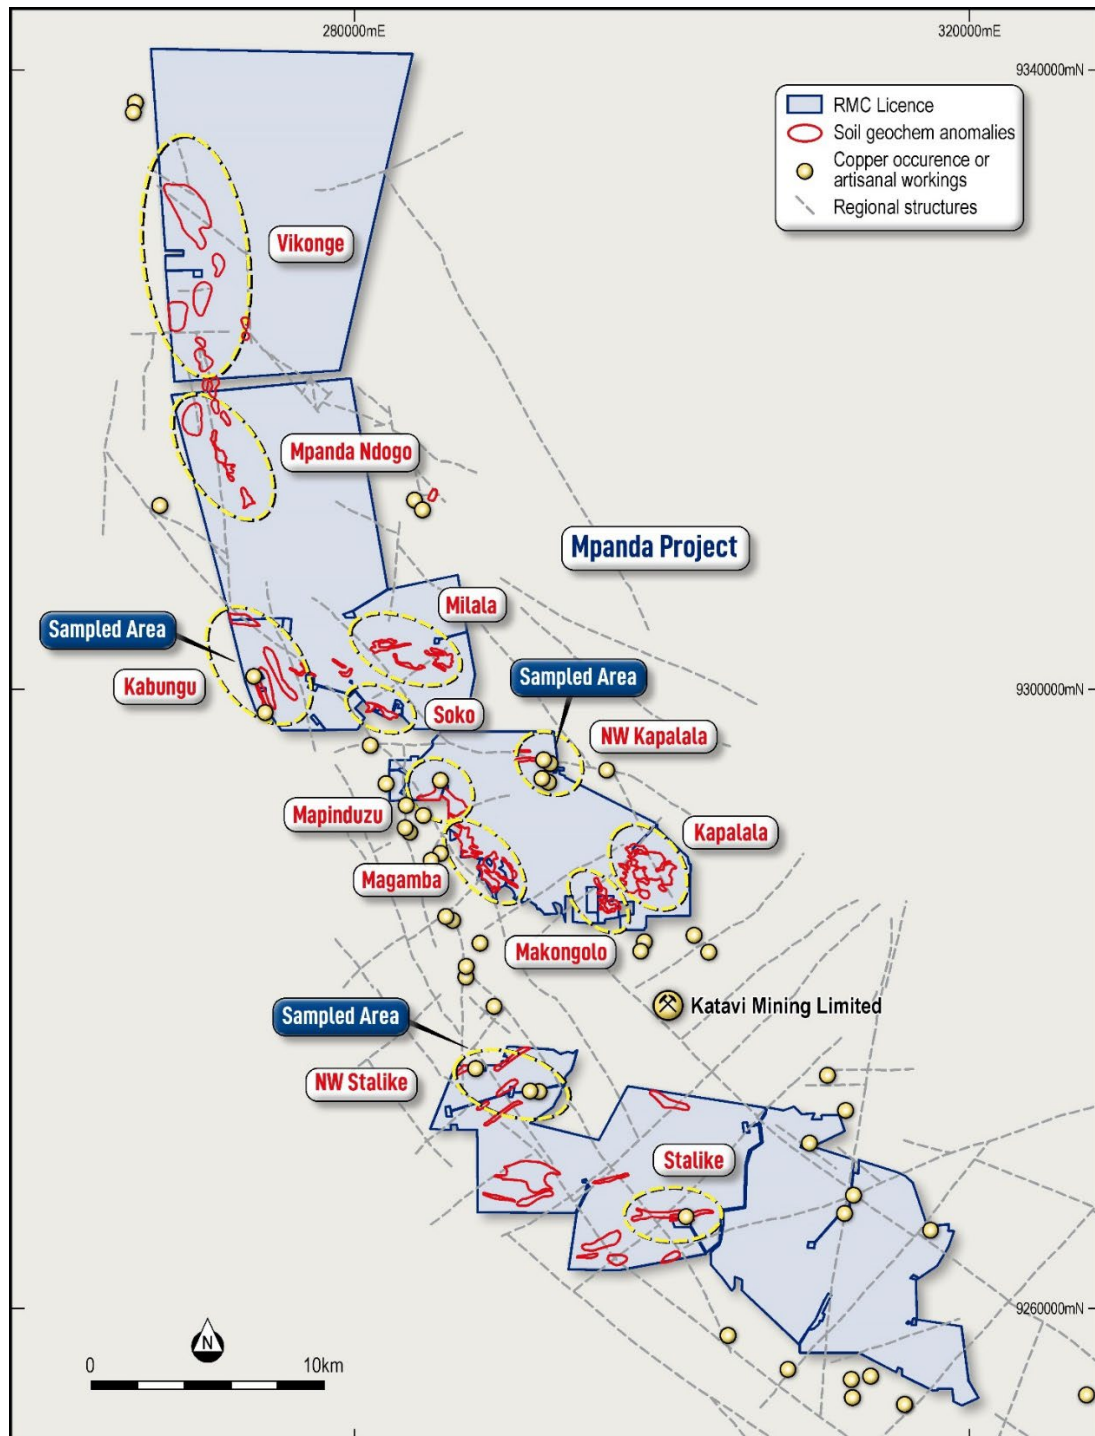 280000mE
320000mE
9340000mN
RMC Licence
Soil geochem anomalies
Copper occurence or
artisanal workings
Regional structures
Vikonge
Mpanda Ndogo
Mpanda Project
Milala
Sampled Area
Kabungu
Sampled Area
9300000mN
Soko
NW Kapalala
Mapinduzu
Kapalala
Magamba
Makongolo
Katavi Mining Limited
Sampled Area
NW Stalike
Stalike
9260000mN
N
0
10km